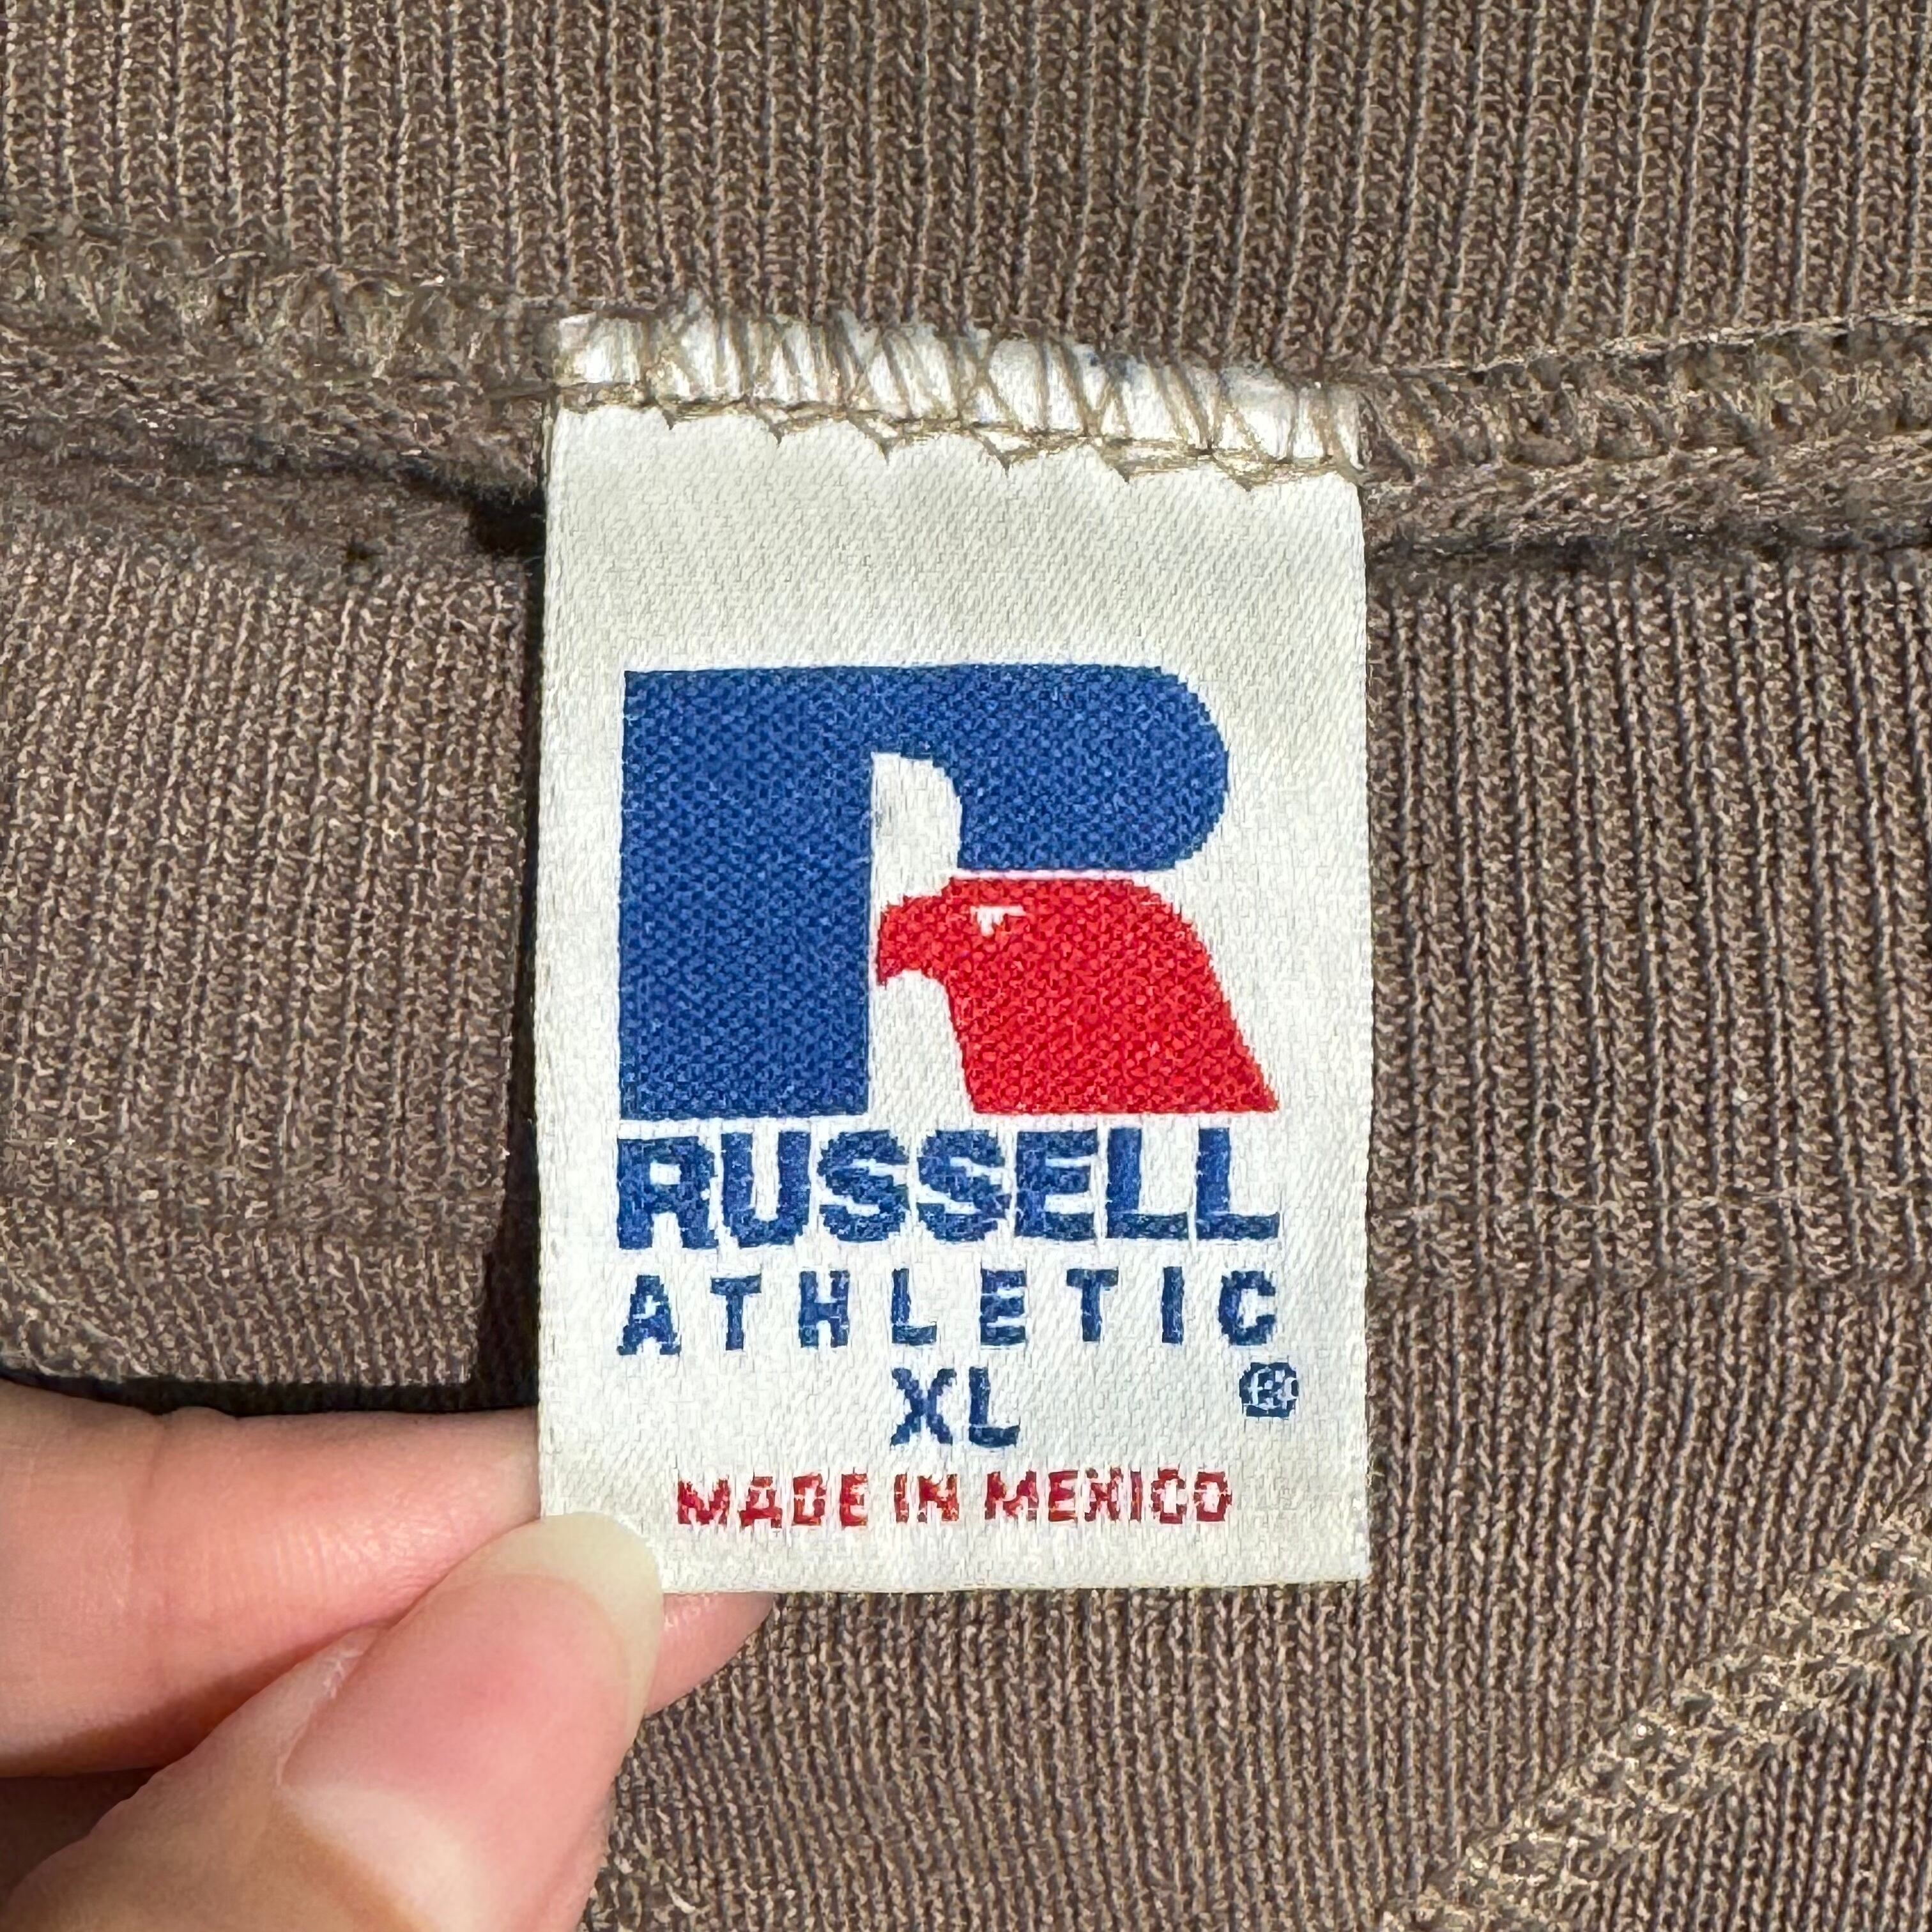 RUSSELL
ATHLETIC
XL ®
MADE IN MEXICO